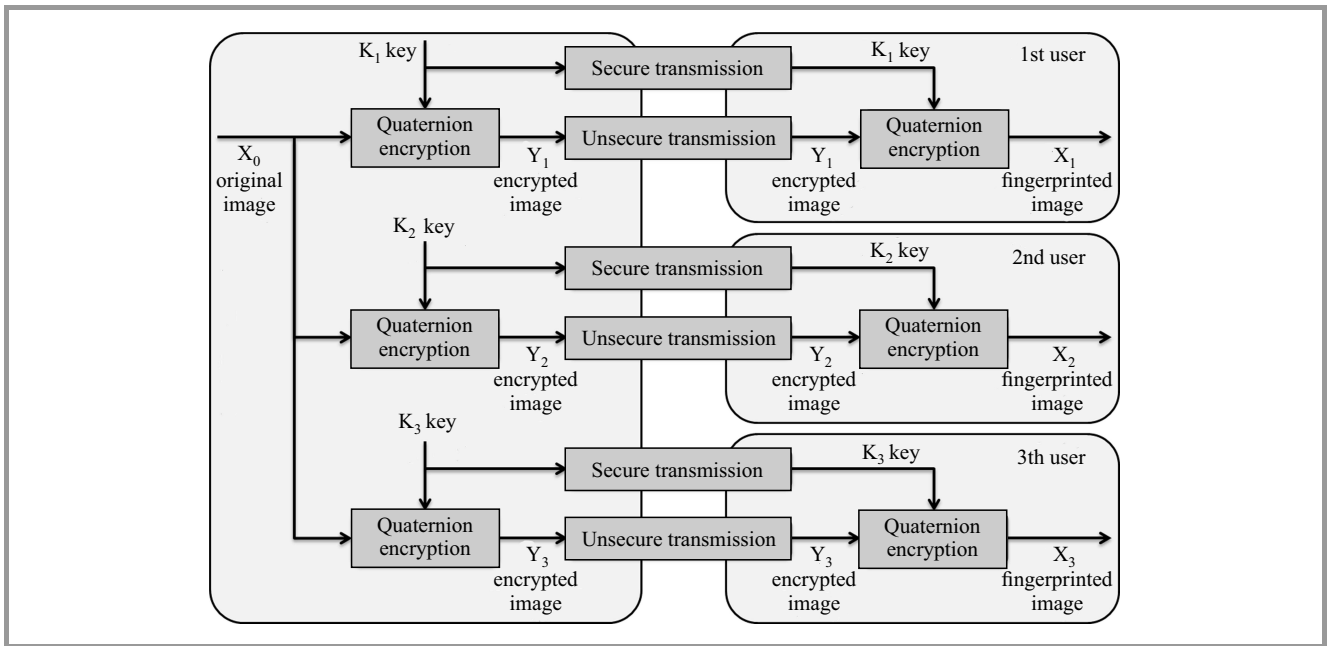 K₁ key
Secure transmission
K₁ key
1st user
Quaternion
encryption
Unsecure transmission
Quaternion
encryption
X₀
original
image
Y₁
encrypted
image
Y₁
encrypted
image
X₁
fingerprinted
image
K₂ key
Secure transmission
K₂ key
2nd user
Quaternion
encryption
Unsecure transmission
Quaternion
encryption
Y₂
encrypted
image
Y₂
encrypted
image
X₂
fingerprinted
image
K₃ key
Secure transmission
K₃ key
3th user
Quaternion
encryption
Unsecure transmission
Quaternion
encryption
Y₃
encrypted
image
Y₃
encrypted
image
X₃
fingerprinted
image